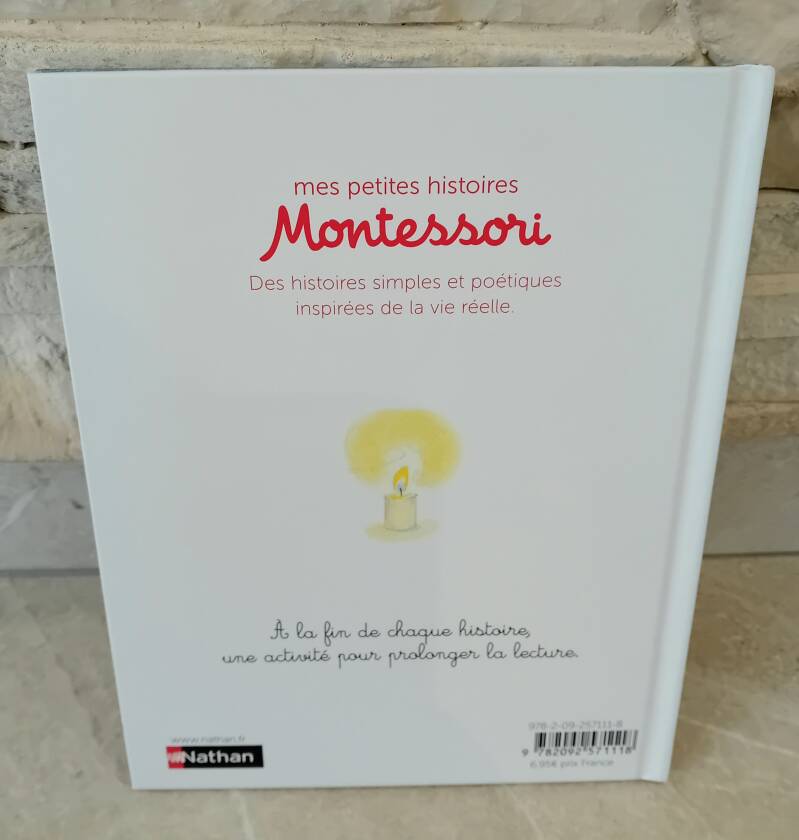 mes petites histoires
Montessori
Des histoires simples et poétiques
inspirées de la vie réelle.
À la fin de chaque histoire,
une activité pour prolonger la lecture.
www.nathan.fr
Nathan
978-2-09-257111-8
9 782092 571118
6,95€ prix France